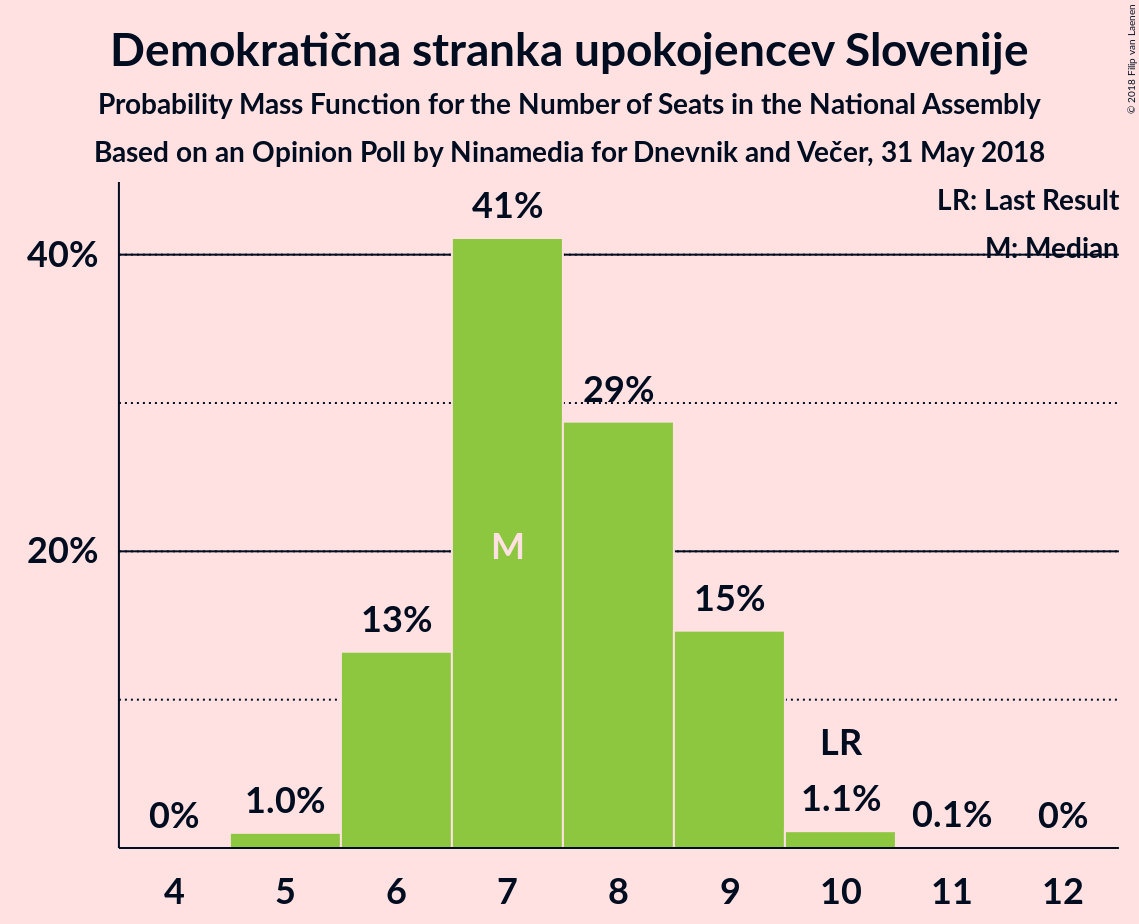 Demokratična stranka upokojencev Slovenije
Probability Mass Function for the Number of Seats in the National Assembly
Based on an Opinion Poll by Ninamedia for Dnevnik and Večer, 31 May 2018
© 2018 Filip van Laenen
LR: Last Result
M: Median
41%
40%
29%
M
20%
15%
13%
LR
1.1%
1.0%
0%
0.1%
0%
4 5 6 7 8 9 10 11 12